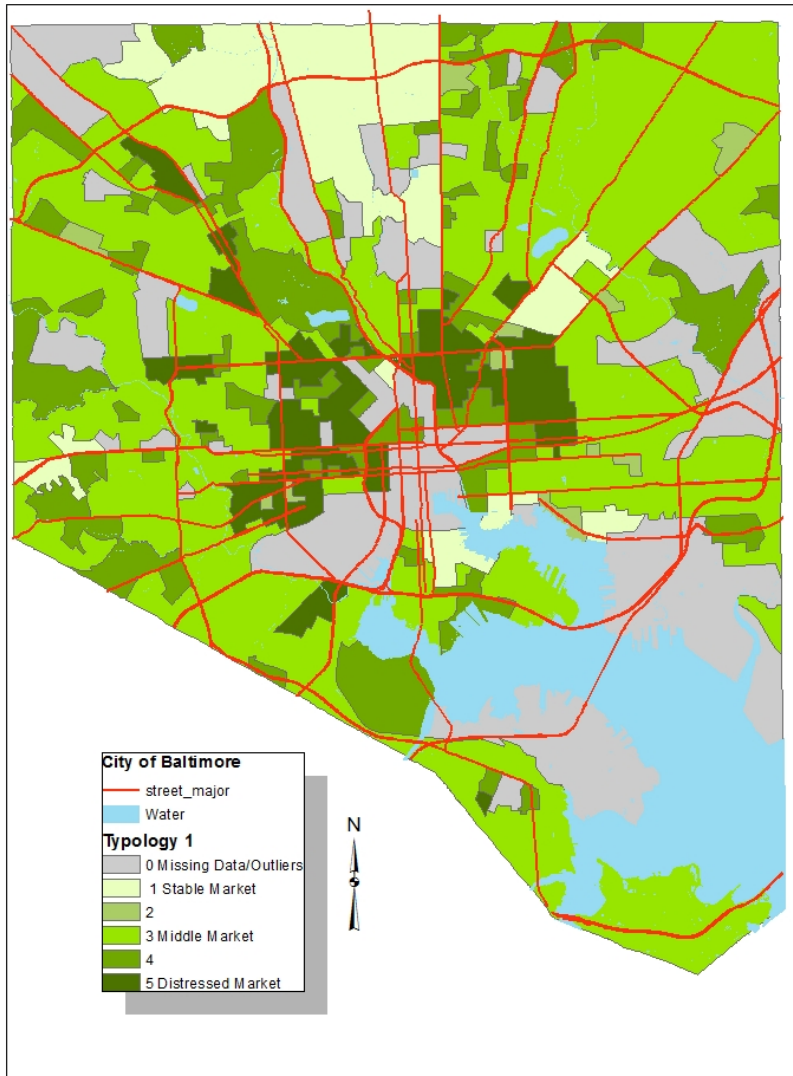 City of Baltimore
street_major
Water
Typology 1
0 Missing Data/Outliers
1 Stable Market
2
3 Middle Market
4
5 Distressed Market
N